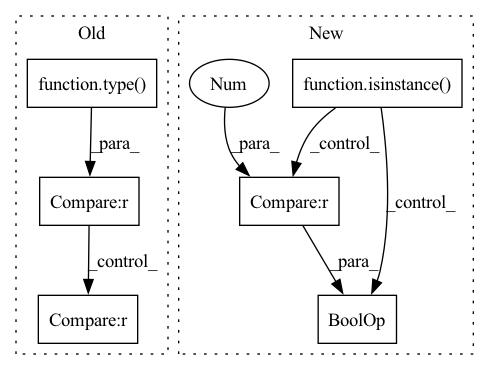 Old
New
function.type()
Num
function.isinstance()
_para_
_para_
_control_
Compare:r
Compare:r
_control_
_control_
_para_
Compare:r
BoolOp